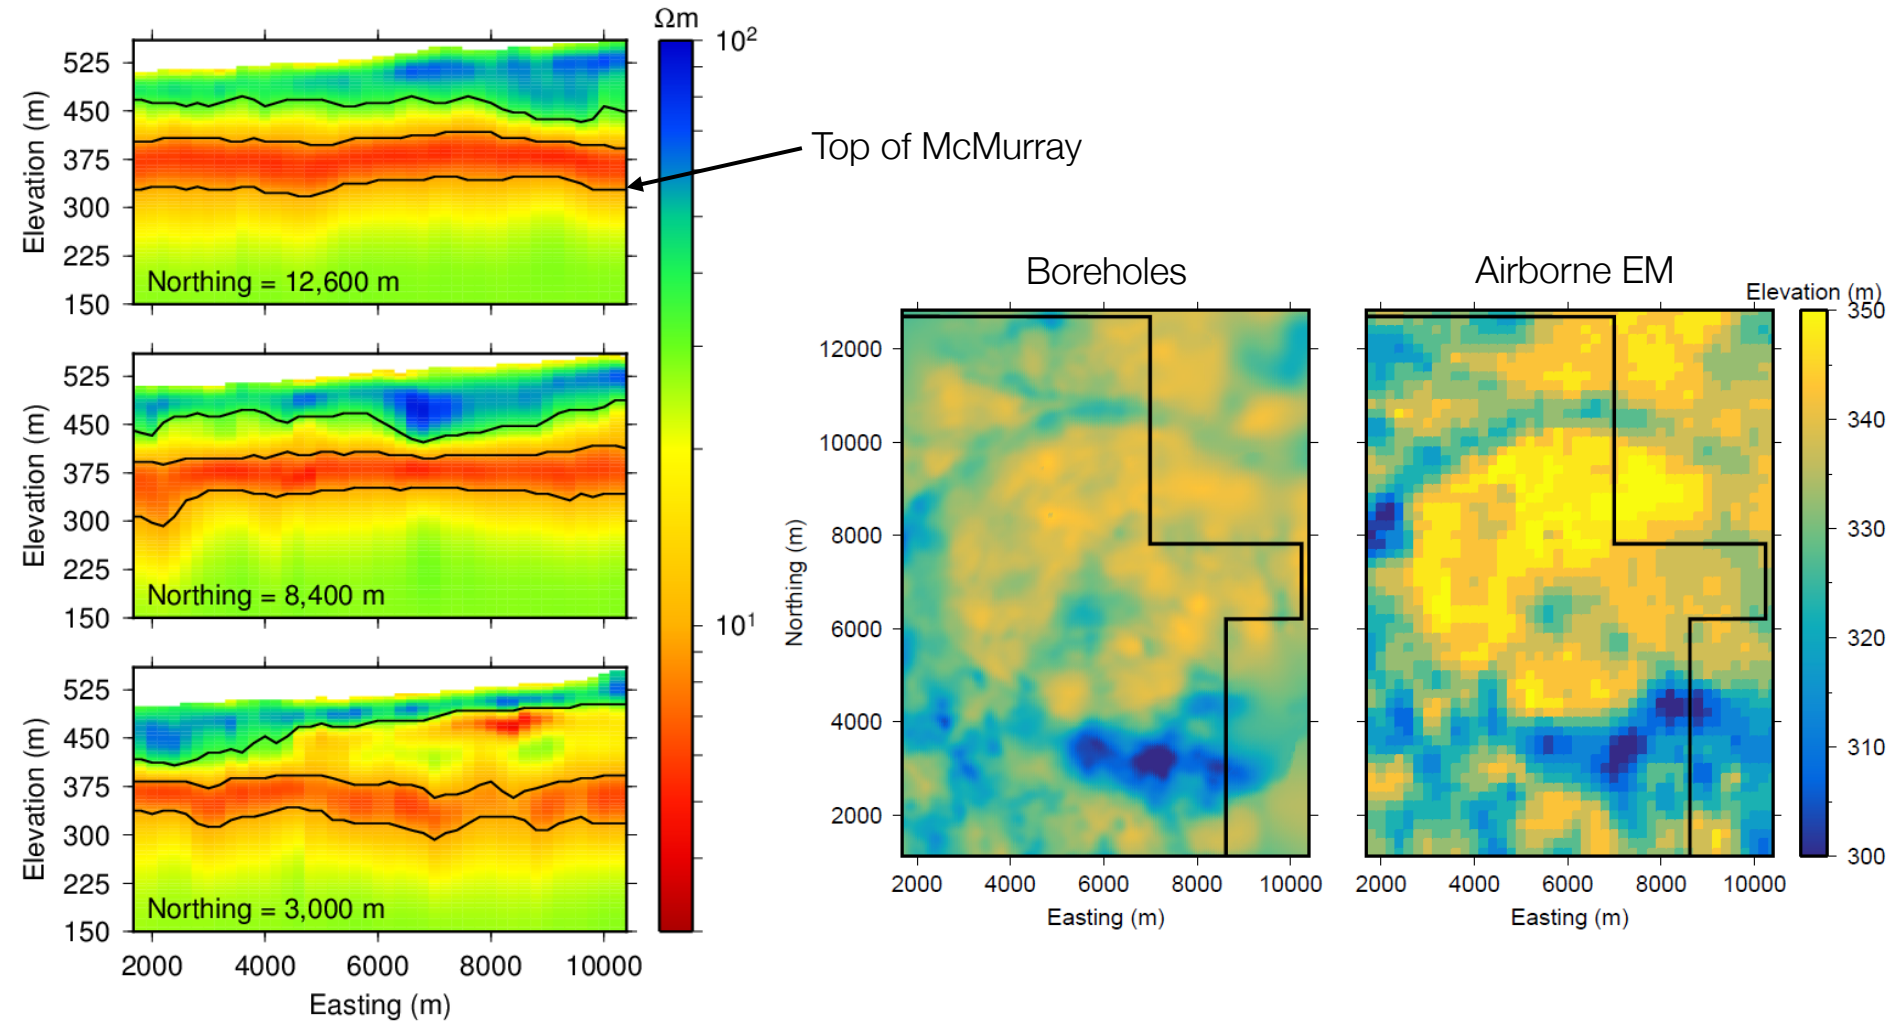 Ωm
10²
10¹
525
450
375
300
225
150
Elevation (m)
Northing = 12,600 m
Top of McMurray
525
450
375
300
225
150
Elevation (m)
Northing = 8,400 m
525
450
375
300
225
150
Elevation (m)
Northing = 3,000 m
2000 4000 6000 8000 10000
Easting (m)
Boreholes
12000
10000
8000
6000
4000
2000
Northing (m)
2000 4000 6000 8000 10000
Easting (m)
Airborne EM
2000 4000 6000 8000 10000
Easting (m)
Elevation (m)
350
340
330
320
310
300